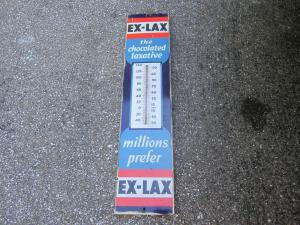 EX-LAX
the
chocolated
laxative
millions
prefer
EX-LAX